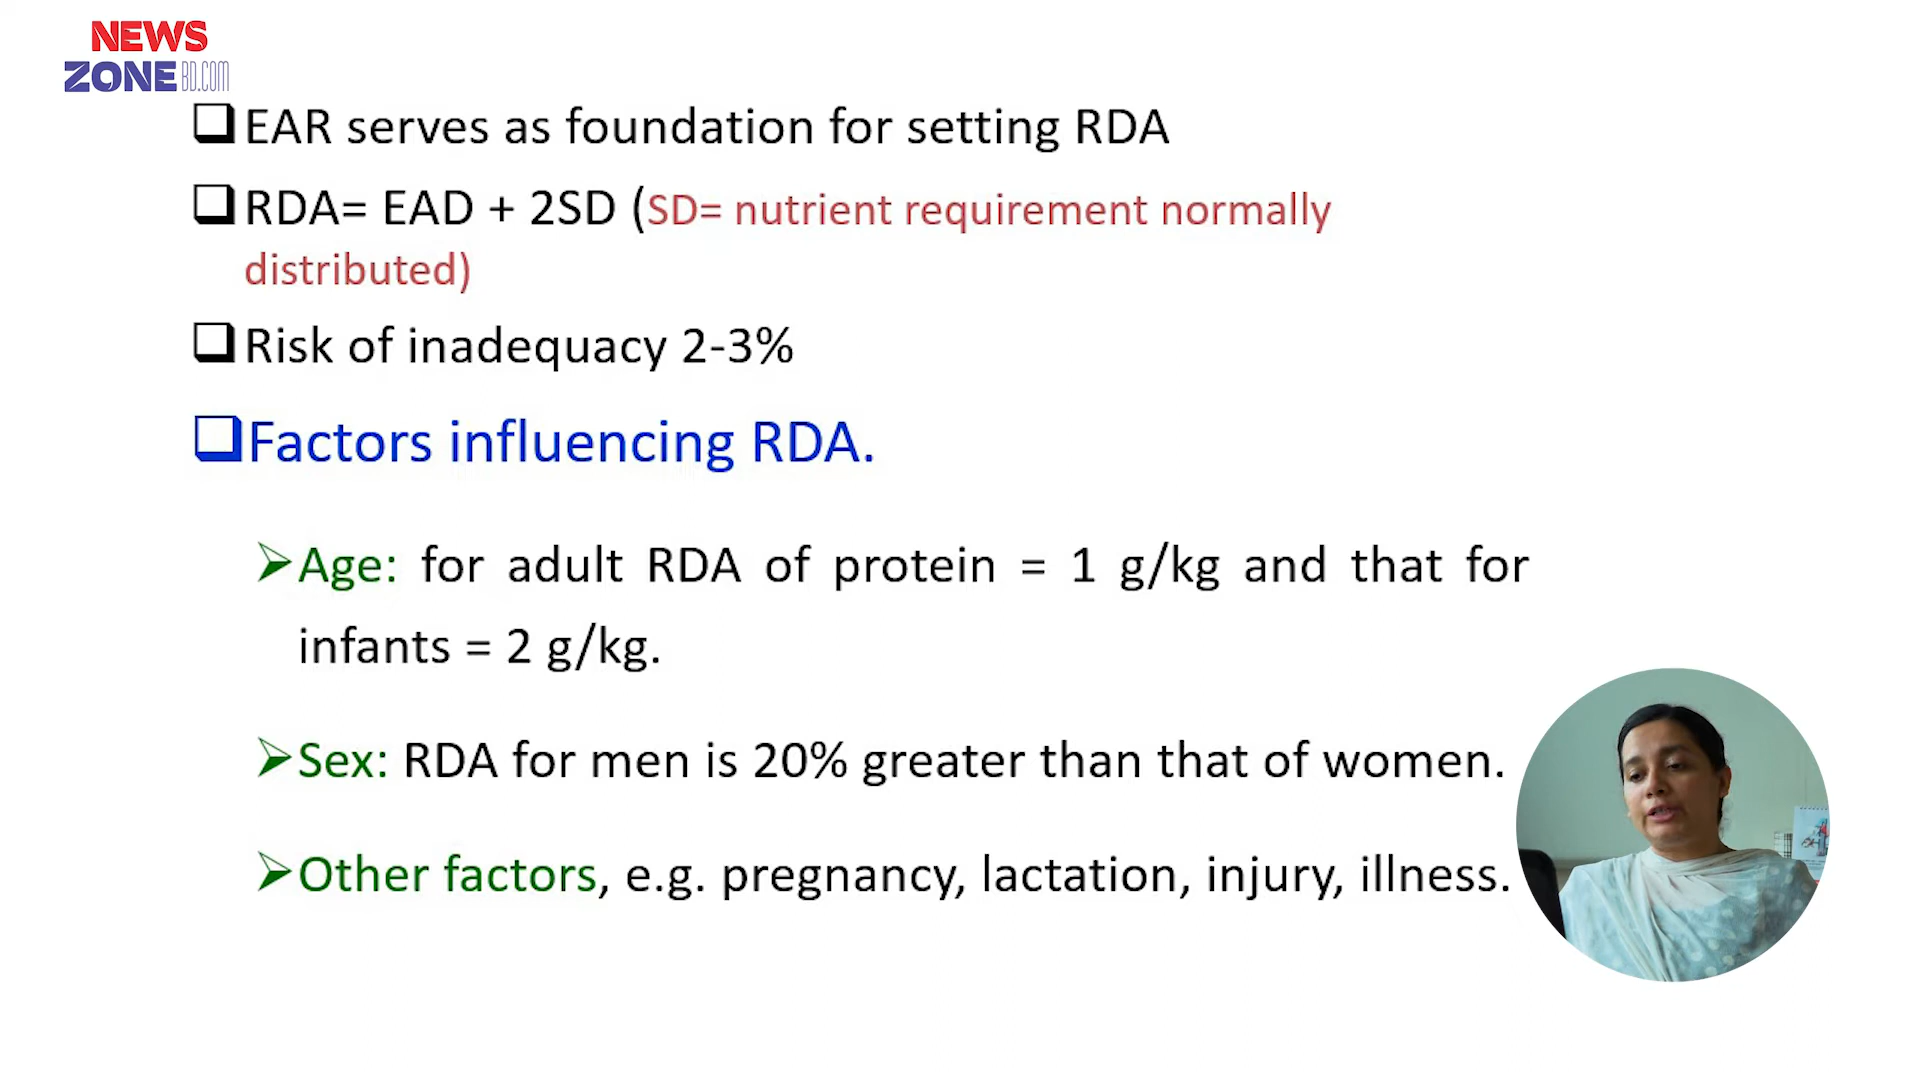 NEWS
ZONE BD.COM
EAR serves as foundation for setting RDA
RDA= EAD + 2SD (SD= nutrient requirement normally
distributed)
Risk of inadequacy 2-3%
Factors influencing RDA.
Age: for adult RDA of protein = 1 g/kg and that for
infants = 2 g/kg.
Sex: RDA for men is 20% greater than that of women.
Other factors, e.g. pregnancy, lactation, injury, illness.